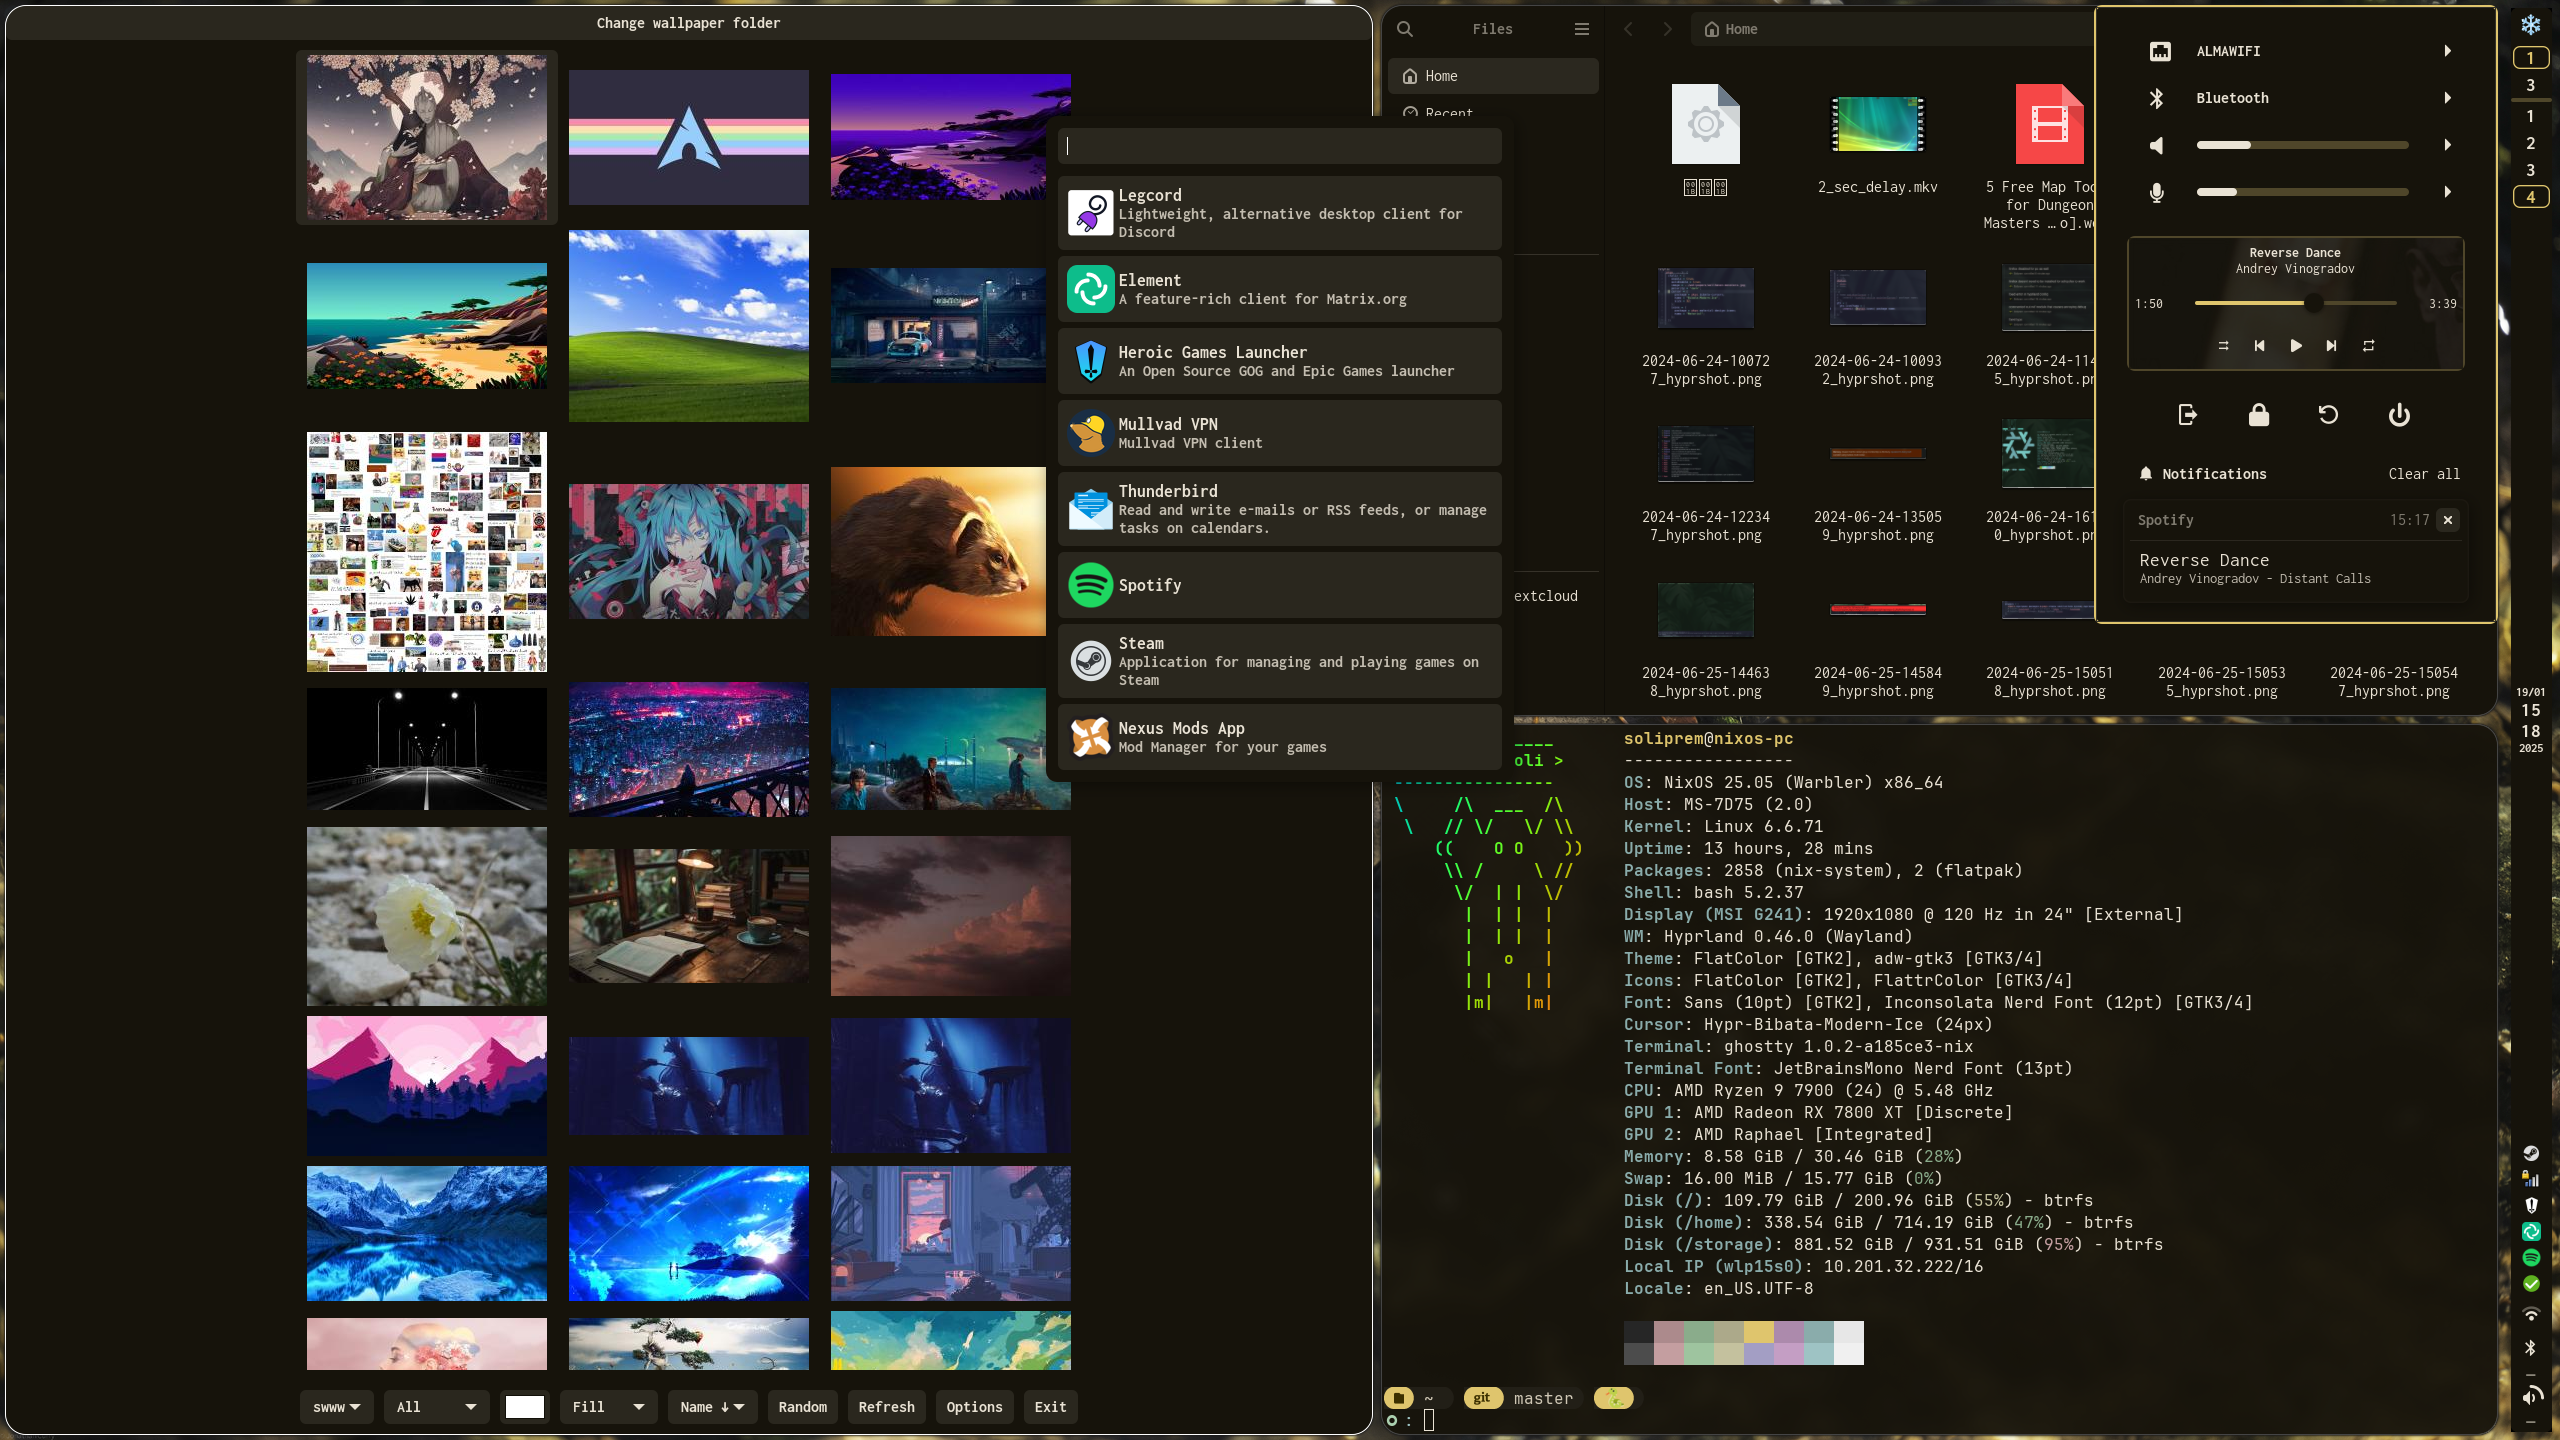 Change wallpaper folder
swww
All
Fill
Name ↓
Random
Refresh
Options
Exit
Legcord
Lightweight, alternative desktop client for
Discord
Element
A feature-rich client for Matrix.org
Heroic Games Launcher
An Open Source GOG and Epic Games launcher
Mullvad VPN
Mullvad VPN client
Thunderbird
Read and write e-mails or RSS feeds, or manage
tasks on calendars.
Spotify
Steam
Application for managing and playing games on
Steam
Nexus Mods App
Mod Manager for your games
Files
Home
Home
Recent
extcloud
2_sec_delay.mkv
5 Free Map Too
for Dungeon
Masters … o].we
2024-06-24-10072
7_hyprshot.png
2024-06-24-10093
2_hyprshot.png
2024-06-24-114
5_hyprshot.pn
2024-06-24-12234
7_hyprshot.png
2024-06-24-13505
9_hyprshot.png
2024-06-24-161
0_hyprshot.pn
2024-06-25-14463
8_hyprshot.png
2024-06-25-14584
9_hyprshot.png
2024-06-25-15051
8_hyprshot.png
2024-06-25-15053
5_hyprshot.png
2024-06-25-15054
7_hyprshot.png
ALMAWIFI
Bluetooth
Reverse Dance
Andrey Vinogradov
1:50
3:39
Notifications
Clear all
Spotify
15:17
Reverse Dance
Andrey Vinogradov - Distant Calls
1
3
1
2
3
4
19/01
15
18
2025
oli >
soliprem@nixos-pc
-----------------
OS: NixOS 25.05 (Warbler) x86_64
Host: MS-7D75 (2.0)
Kernel: Linux 6.6.71
Uptime: 13 hours, 28 mins
Packages: 2858 (nix-system), 2 (flatpak)
Shell: bash 5.2.37
Display (MSI G241): 1920x1080 @ 120 Hz in 24" [External]
WM: Hyprland 0.46.0 (Wayland)
Theme: FlatColor [GTK2], adw-gtk3 [GTK3/4]
Icons: FlatColor [GTK2], FlattrColor [GTK3/4]
Font: Sans (10pt) [GTK2], Inconsolata Nerd Font (12pt) [GTK3/4]
Cursor: Hypr-Bibata-Modern-Ice (24px)
Terminal: ghostty 1.0.2-a185ce3-nix
Terminal Font: JetBrainsMono Nerd Font (13pt)
CPU: AMD Ryzen 9 7900 (24) @ 5.48 GHz
GPU 1: AMD Radeon RX 7800 XT [Discrete]
GPU 2: AMD Raphael [Integrated]
Memory: 8.58 GiB / 30.46 GiB (28%)
Swap: 16.00 MiB / 15.77 GiB (0%)
Disk (/): 109.79 GiB / 200.96 GiB (55%) - btrfs
Disk (/home): 338.54 GiB / 714.19 GiB (47%) - btrfs
Disk (/storage): 881.52 GiB / 931.51 GiB (95%) - btrfs
Local IP (wlp15s0): 10.201.32.222/16
Locale: en_US.UTF-8
~ git master
: